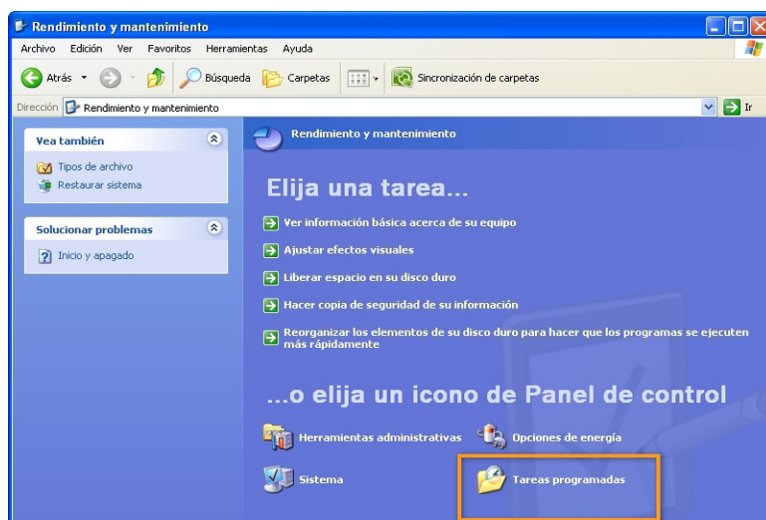 Rendimiento y mantenimiento
Archivo Edición Ver Favoritos Herramientas Ayuda
Atrás Búsqueda Carpetas Sincronización de carpetas
Dirección Rendimiento y mantenimiento Ir
Vea también
Tipos de archivo
Restaurar sistema
Solucionar problemas
Inicio y apagado
Rendimiento y mantenimiento
Elija una tarea...
Ver información básica acerca de su equipo
Ajustar efectos visuales
Liberar espacio en su disco duro
Hacer copia de seguridad de su información
Reorganizar los elementos de su disco duro para hacer que los programas se ejecuten
más rápidamente
...o elija un icono de Panel de control
Herramientas administrativas Opciones de energía
Sistema Tareas programadas